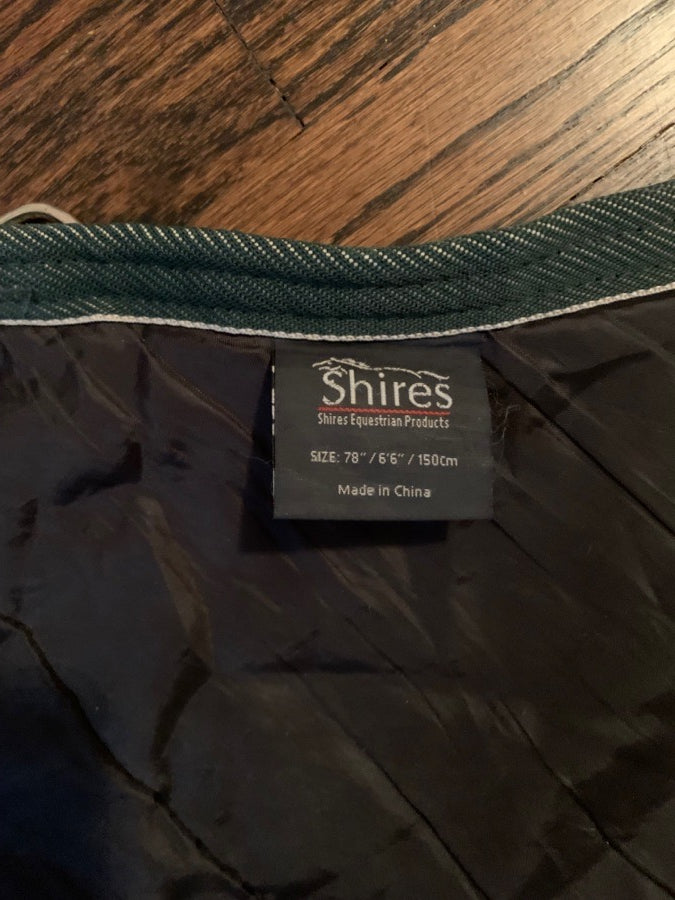 Shires
Shires Equestrian Products
SIZE: 78" / 6'6" / 150cm
Made in China